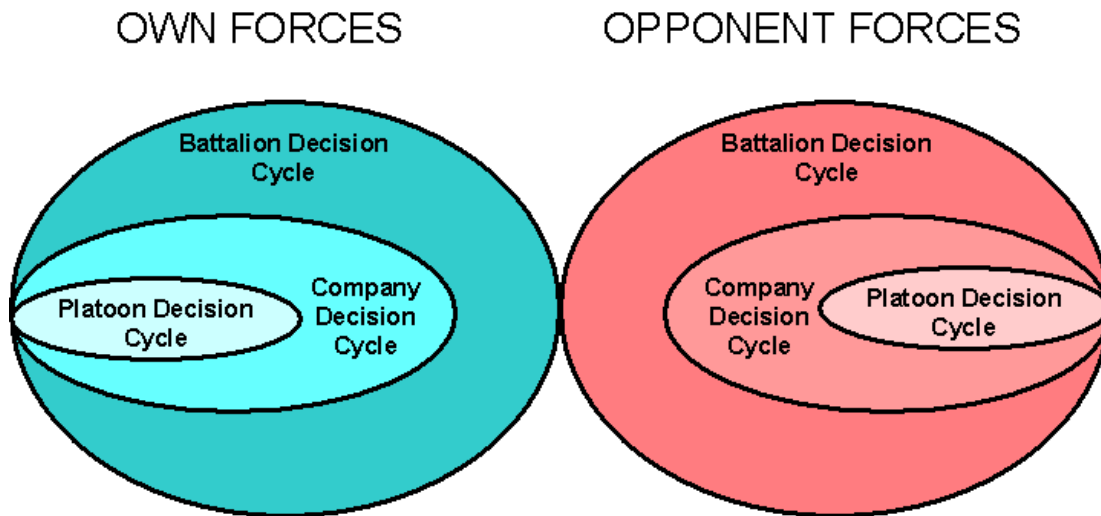 OWN FORCES
OPPONENT FORCES
Battalion Decision
Cycle
Company
Decision
Cycle
Platoon Decision
Cycle
Battalion Decision
Cycle
Company
Decision
Cycle
Platoon Decision
Cycle